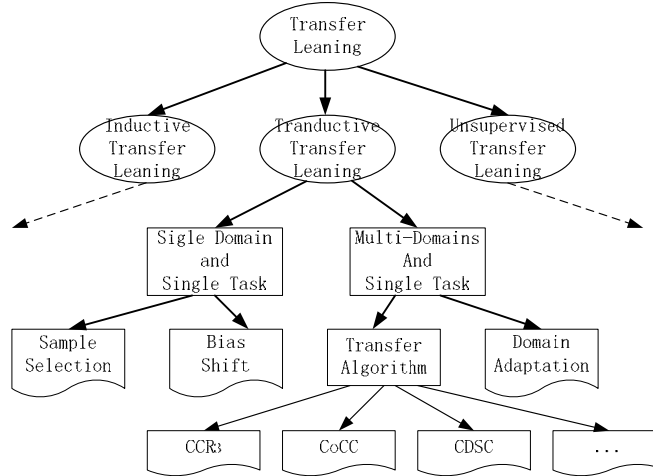 Transfer
Leaning
Inductive
Transfer
Leaning
Tranductive
Transfer
Leaning
Unsupervised
Transfer
Leaning
Sigle Domain
and
Single Task
Multi-Domains
And
Single Task
Sample
Selection
Bias
Shift
Transfer
Algorithm
Domain
Adaptation
CCR3
CoCC
CDSC
...